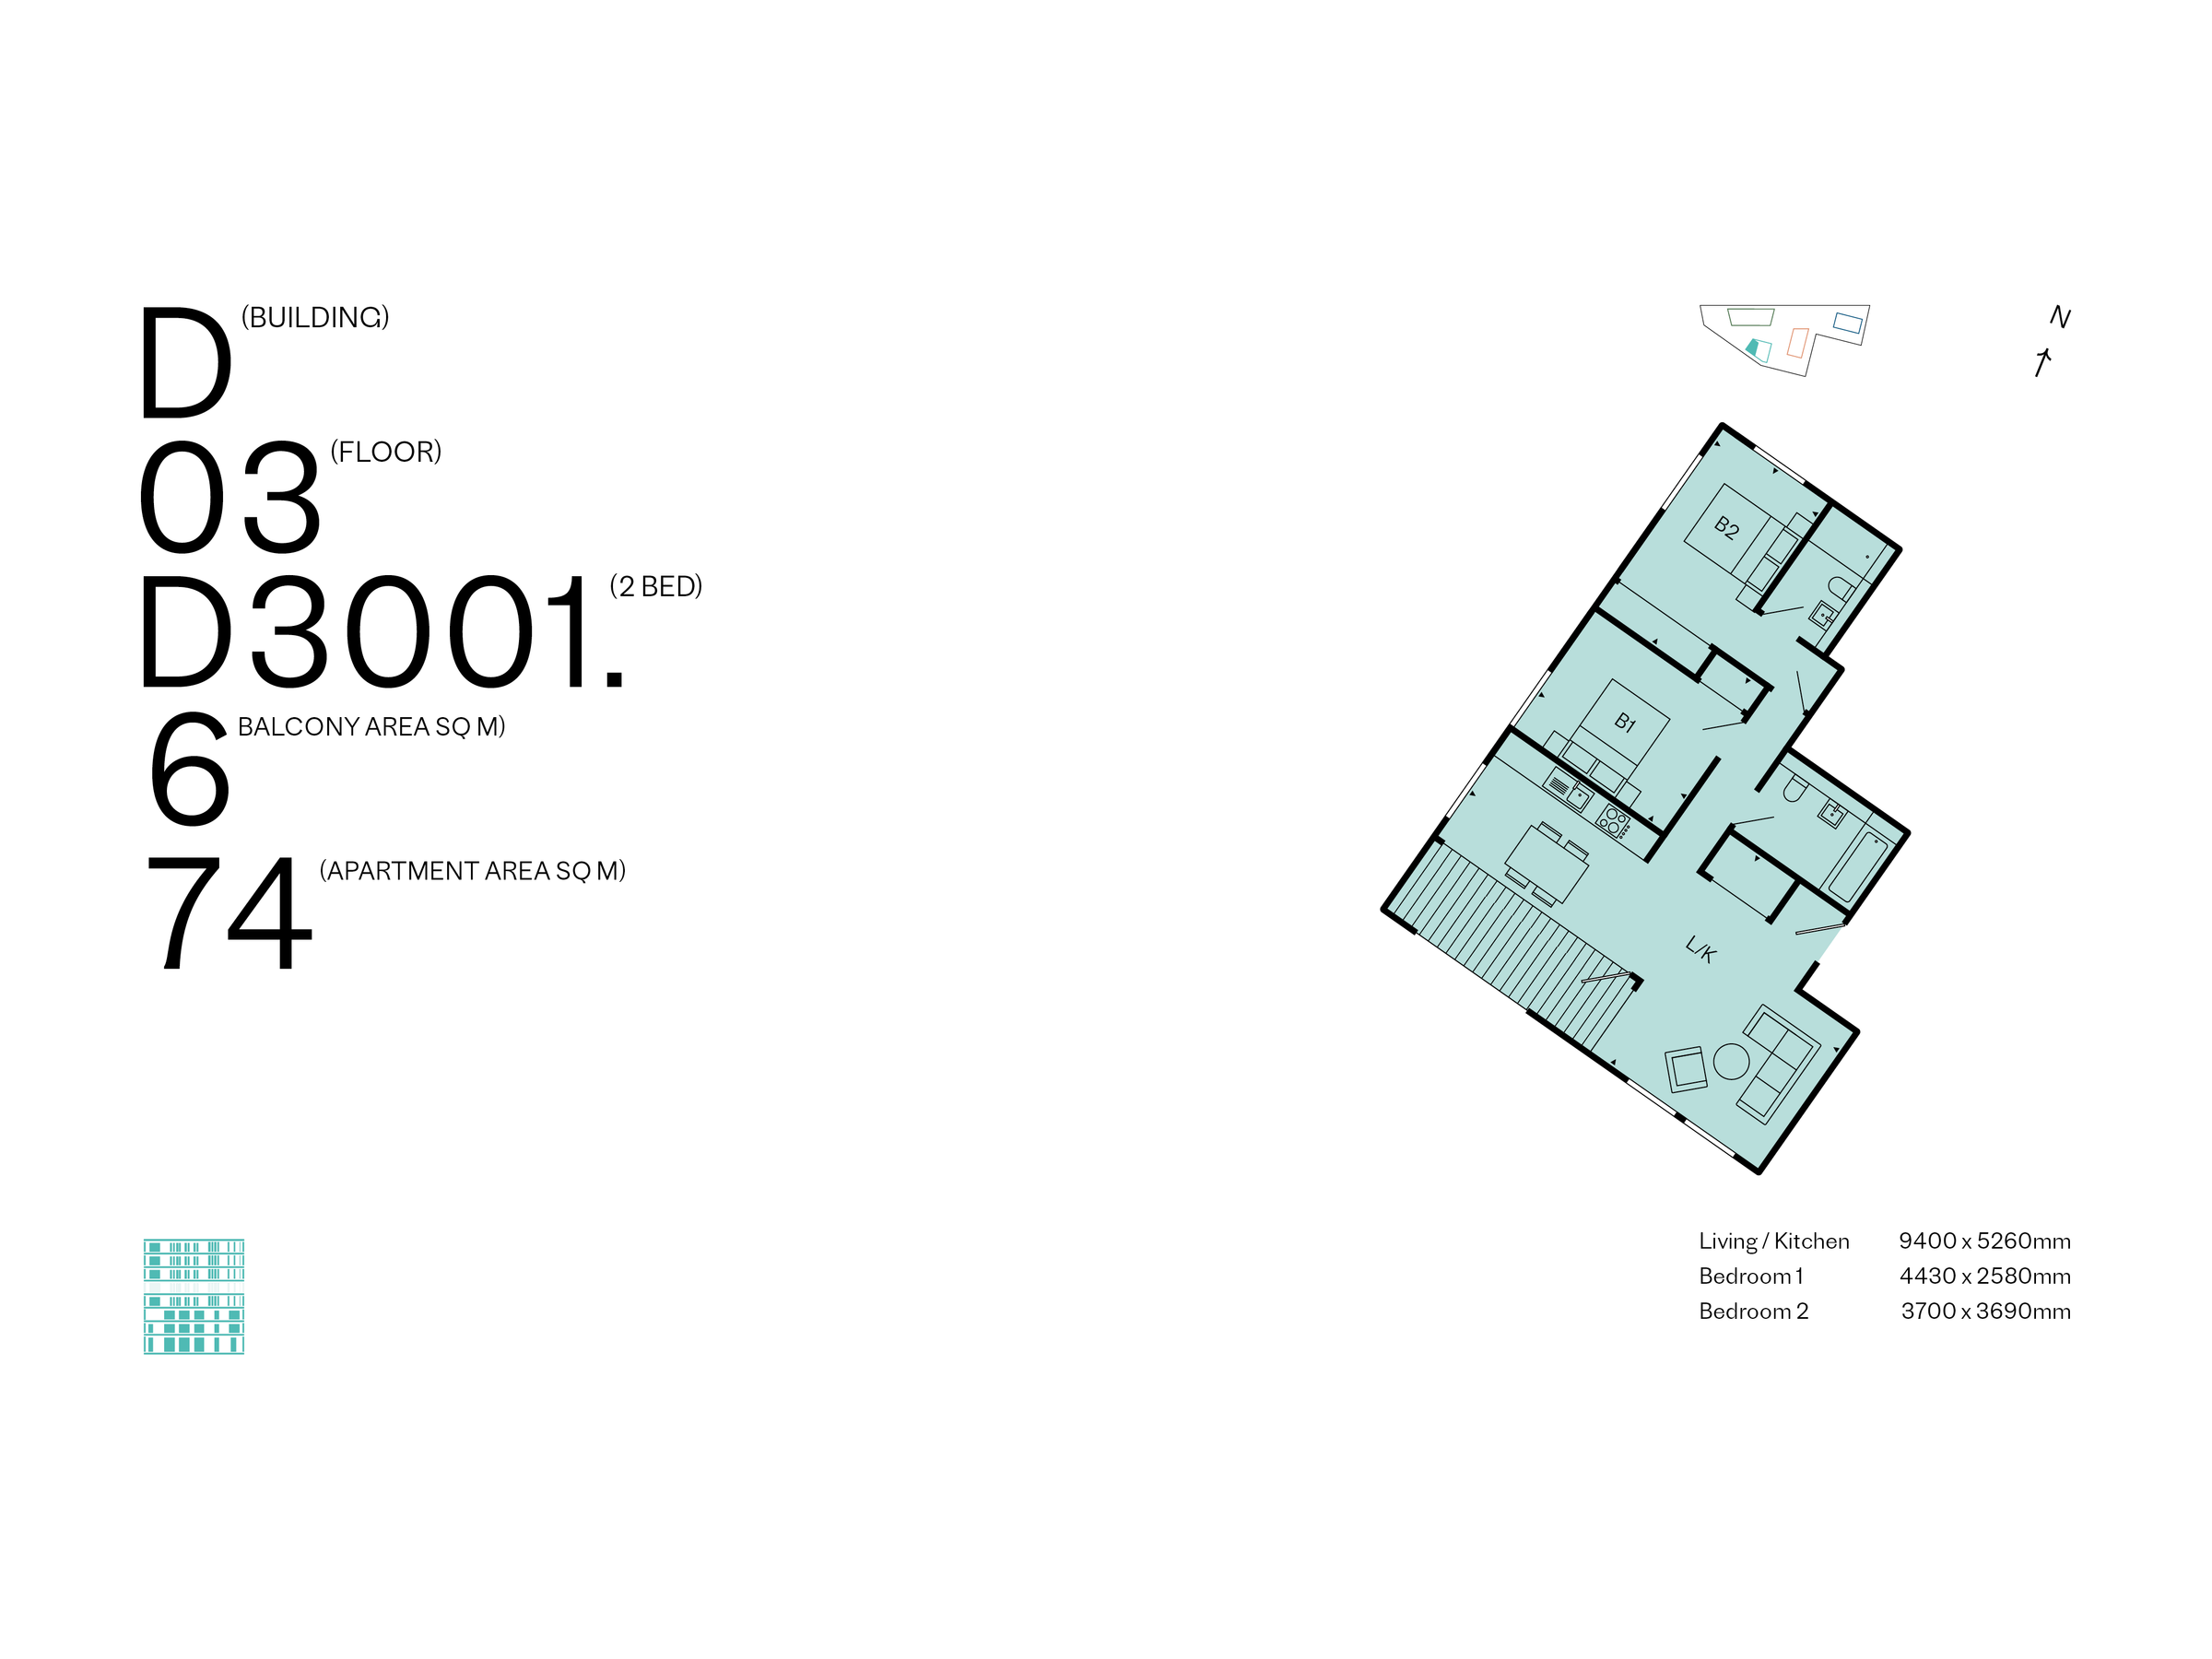 D (BUILDING)
03 (FLOOR)
D3001. (2 BED)
6 BALCONY AREA SQ M)
74 (APARTMENT AREA SQ M)
N
B2
B1
L/K
Living / Kitchen 9400 x 5260mm
Bedroom 1 4430 x 2580mm
Bedroom 2 3700 x 3690mm